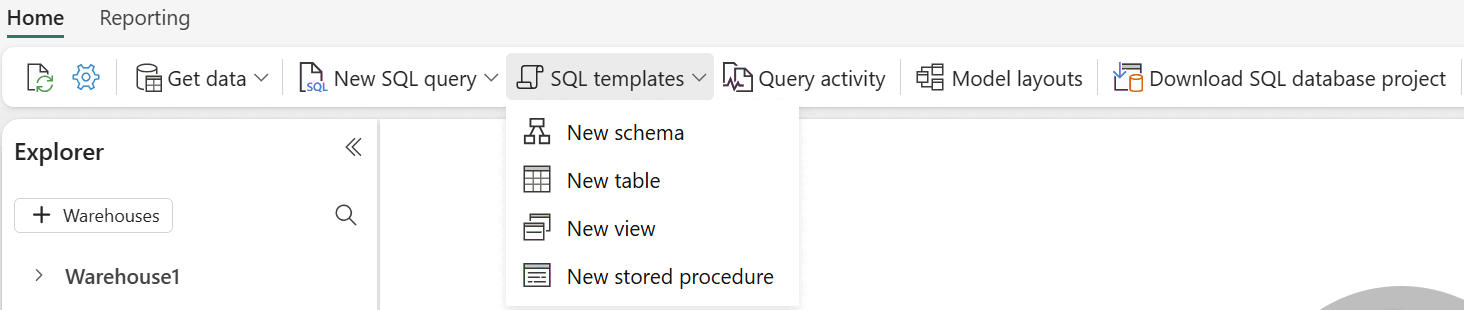 Home Reporting
Get data New SQL query SQL templates Query activity Model layouts Download SQL database project
SQL
New schema
Explorer
New table
+ Warehouses
New view
Warehouse1
New stored procedure